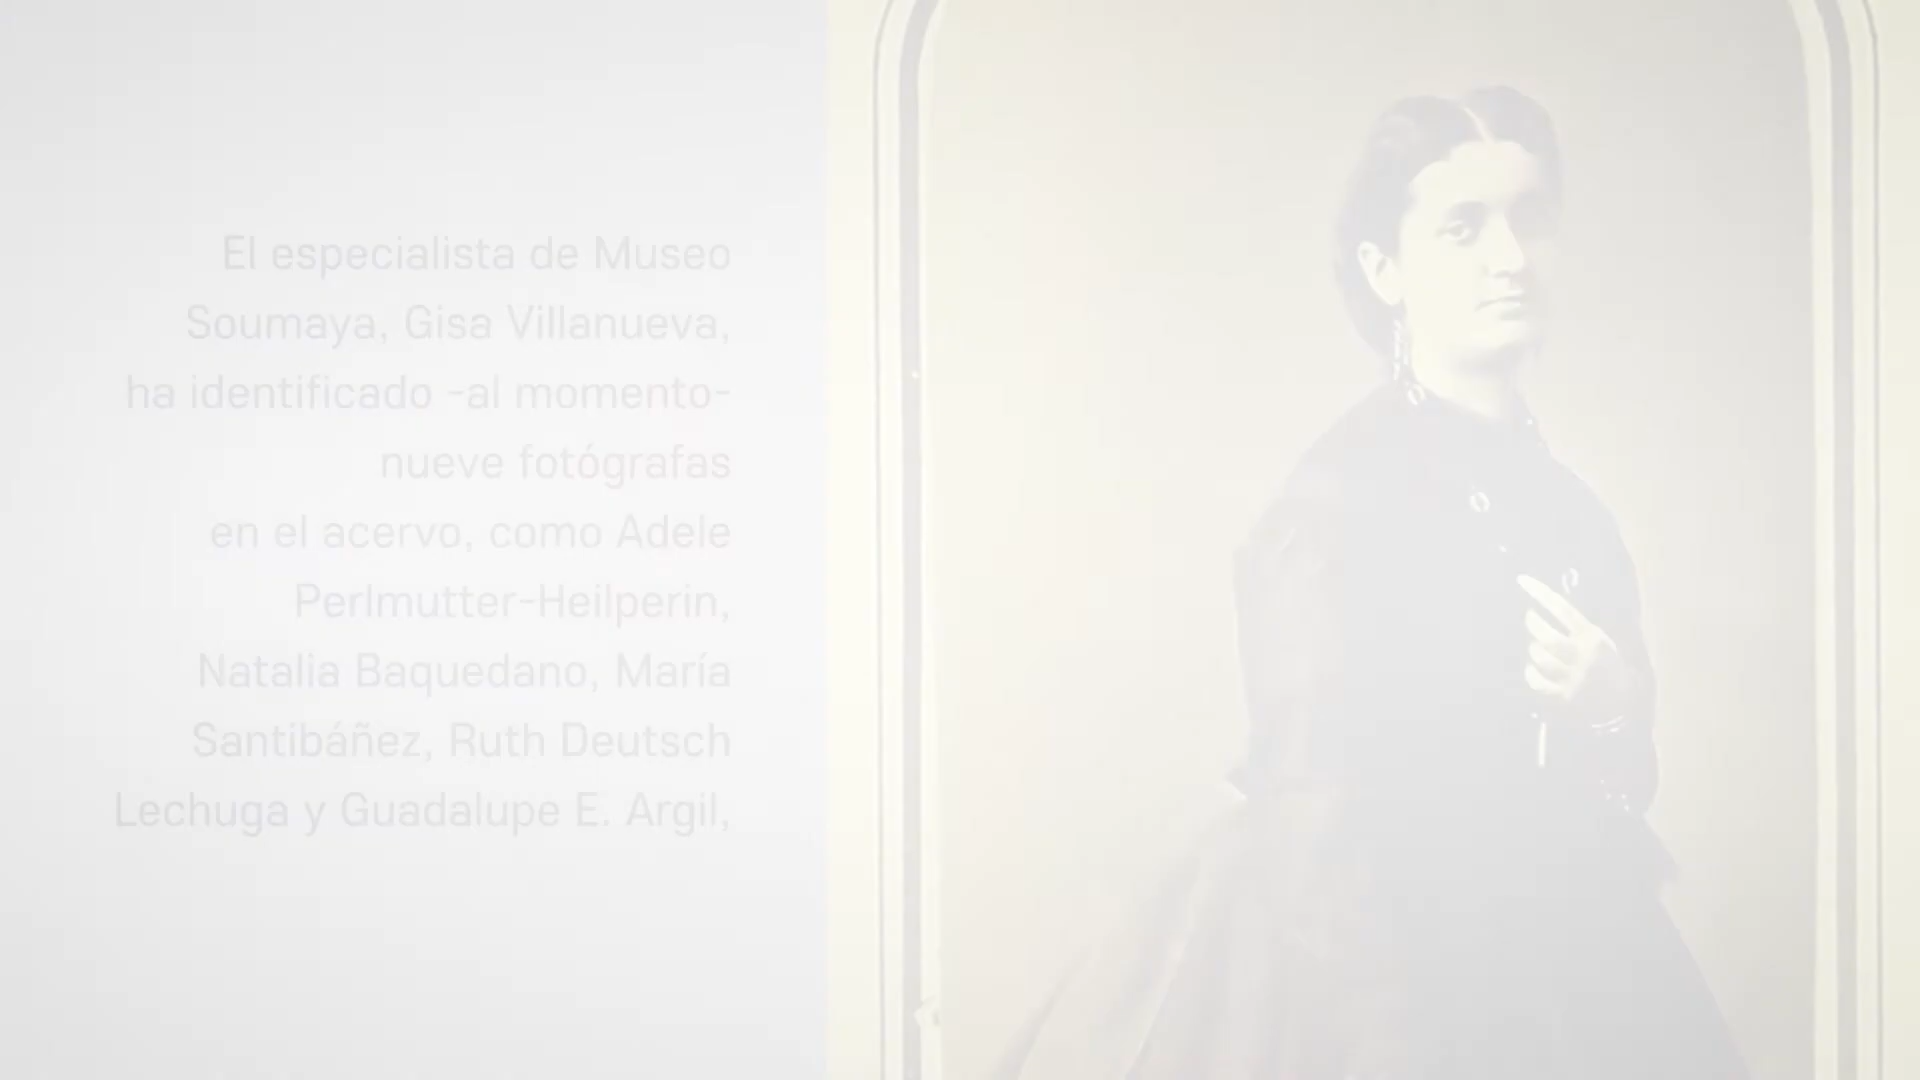 El especialista de Museo
Soumaya, Gisa Villanueva,
ha identificado -al momento-
nueve fotógrafas
en el acervo, como Adele
Perlmutter-Heilperin,
Natalia Baquedano, María
Santibáñez, Ruth Deutsch
Lechuga y Guadalupe E. Argil,